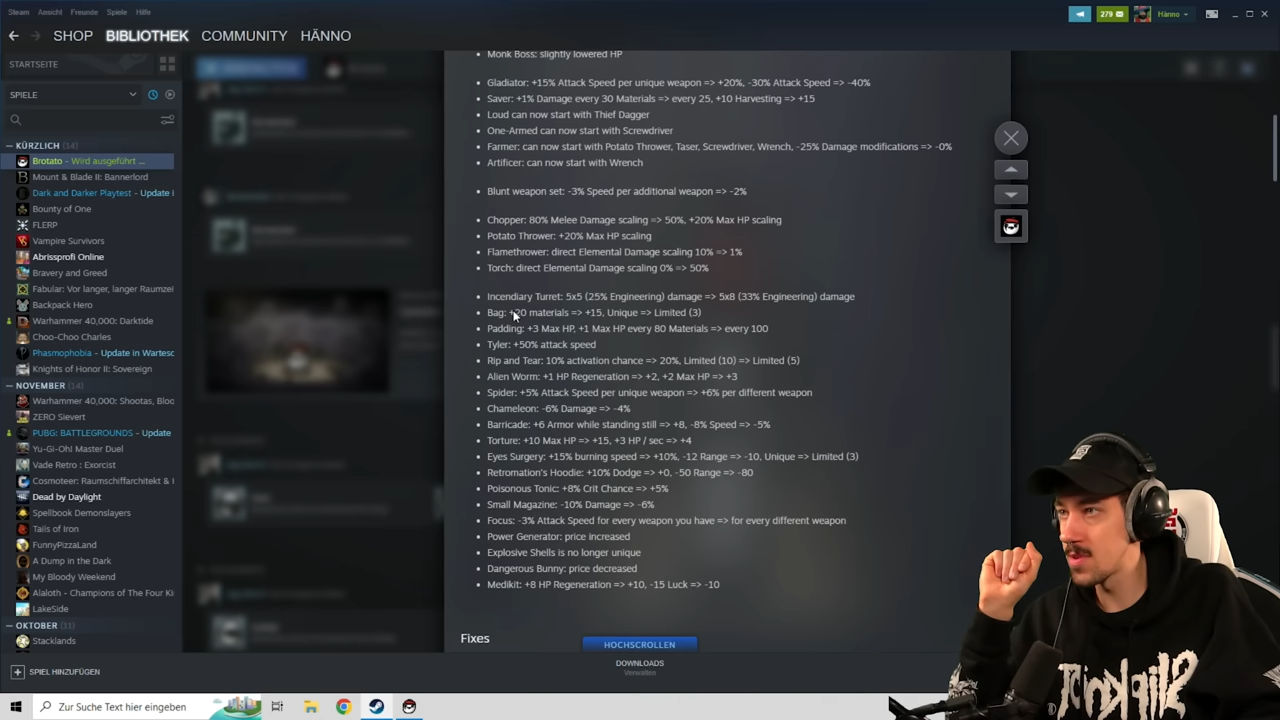 Steam Ansicht Freunde Spiele Hilfe
279
Hänno
SHOP BIBLIOTHEK COMMUNITY HÄNNO
STARTSEITE
SPIELE
KÜRZLICH (14)
Brotato - Wird ausgeführt ...
Mount & Blade II: Bannerlord
Dark and Darker Playtest - Update
Bounty of One
FLERP
Vampire Survivors
Abrissprofi Online
Bravery and Greed
Fabular: Vor langer, langer Raumzei
Backpack Hero
Warhammer 40,000: Darktide
Choo-Choo Charles
Phasmophobia - Update in Wartesc
Knights of Honor II: Sovereign
NOVEMBER (14)
Warhammer 40,000: Shootas, Bloo
ZERO Sievert
PUBG: BATTLEGROUNDS - Update
Yu-Gi-Oh! Master Duel
Vade Retro : Exorcist
Cosmoteer: Raumschiffarchitekt &
Dead by Daylight
Spellbook Demonslayers
Tails of Iron
FunnyPizzaLand
A Dump in the Dark
My Bloody Weekend
Alaloth - Champions of The Four Ki
LakeSide
OKTOBER (11)
Stacklands
SPIEL HINZUFÜGEN
Monk Boss: slightly lowered HP
Gladiator: +15% Attack Speed per unique weapon => +20%, -30% Attack Speed => -40%
Saver: +1% Damage every 30 Materials => every 25, +10 Harvesting => +15
Loud can now start with Thief Dagger
One-Armed can now start with Screwdriver
Farmer: can now start with Potato Thrower, Taser, Screwdriver, Wrench, -25% Damage modifications => -0%
Artificer: can now start with Wrench
Blunt weapon set: -3% Speed per additional weapon => -2%
Chopper: 80% Melee Damage scaling => 50%, +20% Max HP scaling
Potato Thrower: +20% Max HP scaling
Flamethrower: direct Elemental Damage scaling 10% => 1%
Torch: direct Elemental Damage scaling 0% => 50%
Incendiary Turret: 5x5 (25% Engineering) damage => 5x8 (33% Engineering) damage
Bag: +20 materials => +15, Unique => Limited (3)
Padding: +3 Max HP, +1 Max HP every 80 Materials => every 100
Tyler: +50% attack speed
Rip and Tear: 10% activation chance => 20%, Limited (10) => Limited (5)
Alien Worm: +1 HP Regeneration => +2, +2 Max HP => +3
Spider: +5% Attack Speed per unique weapon => +6% per different weapon
Chameleon: -6% Damage => -4%
Barricade: +6 Armor while standing still => +8, -8% Speed => -5%
Torture: +10 Max HP => +15, +3 HP / sec => +4
Eyes Surgery: +15% burning speed => +10%, -12 Range => -10, Unique => Limited (3)
Retromation's Hoodie: +10% Dodge => +0, -50 Range => -80
Poisonous Tonic: +8% Crit Chance => +5%
Small Magazine: -10% Damage => -6%
Focus: -3% Attack Speed for every weapon you have => for every different weapon
Power Generator: price increased
Explosive Shells is no longer unique
Dangerous Bunny: price decreased
Medikit: +8 HP Regeneration => +10, -15 Luck => -10
Fixes
HOCHSCROLLEN
DOWNLOADS
Verwalten
Zur Suche Text hier eingeben